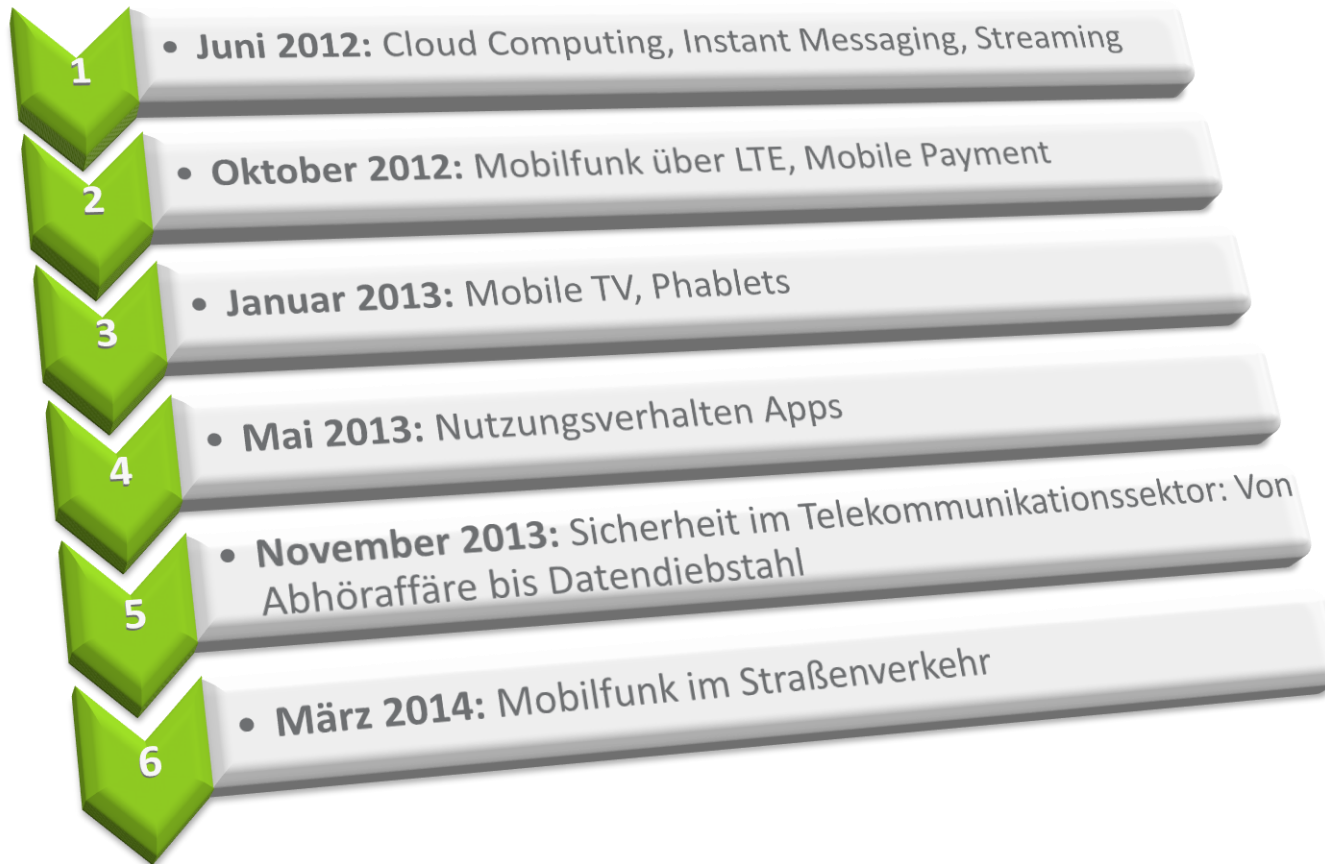 1
• Juni 2012: Cloud Computing, Instant Messaging, Streaming
2
• Oktober 2012: Mobilfunk über LTE, Mobile Payment
3
• Januar 2013: Mobile TV, Phablets
4
• Mai 2013: Nutzungsverhalten Apps
5
• November 2013: Sicherheit im Telekommunikationssektor: Von
Abhöraffäre bis Datendiebstahl
6
• März 2014: Mobilfunk im Straßenverkehr